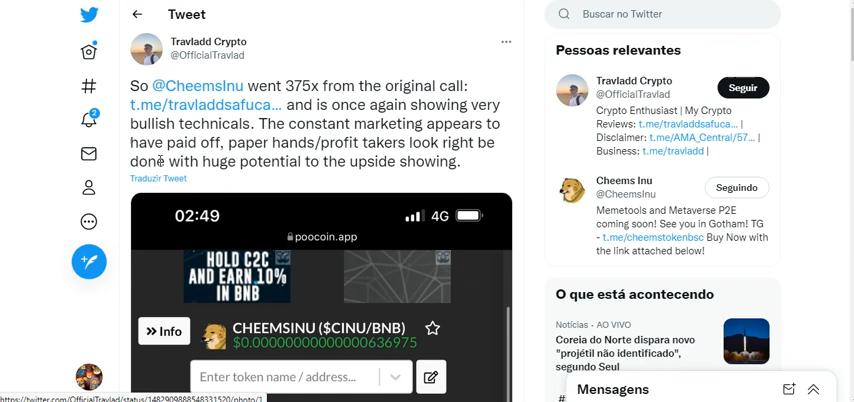 Tweet
Travladd Crypto
@OfficialTravlad
So @CheemsInu went 375x from the original call:
t.me/travladdsafuca... and is once again showing very
bullish technicals. The constant marketing appears to
have paid off, paper hands/profit takers look right be
done with huge potential to the upside showing.
Traduzir Tweet
02:49
4G
poocoin.app
HOLD C2C
AND EARN 10%
IN BNB
Info
CHEEMSINU ($CINU/BNB)
$0.00000000000000636975
Enter token name / address...
2
Buscar no Twitter
Pessoas relevantes
Travladd Crypto
@OfficialTravlad
Seguir
Crypto Enthusiast | My Crypto
Reviews: t.me/travladdsafuca... |
Disclaimer: t.me/AMA_Central/57... |
Business: t.me/travladd |
Cheems Inu
@CheemsInu
Seguindo
Memetools and Metaverse P2E
coming soon! See you in Gotham! TG
- t.me/cheemstokenbsc Buy Now with
the link attached below!
O que está acontecendo
Notícias · AO VIVO
Coreia do Norte dispara novo
"projétil não identificado",
segundo Seul
#
Mensagens
https://twitter.com/OfficialTravlad/status/1482909888548331520/photo/1